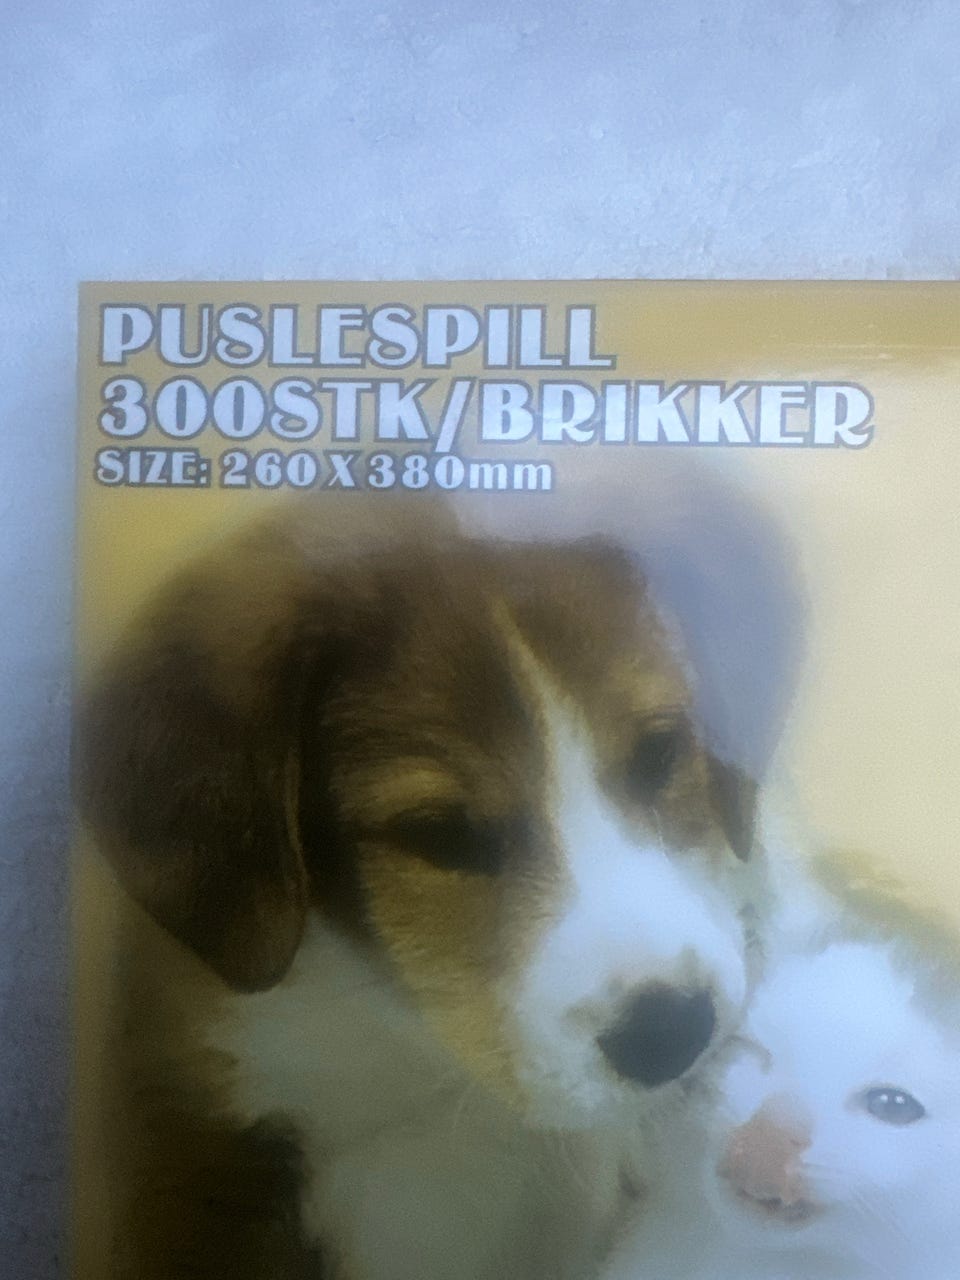 PUSLESPILL
300STK/BRIKKER
SIZE: 260 X 380mm